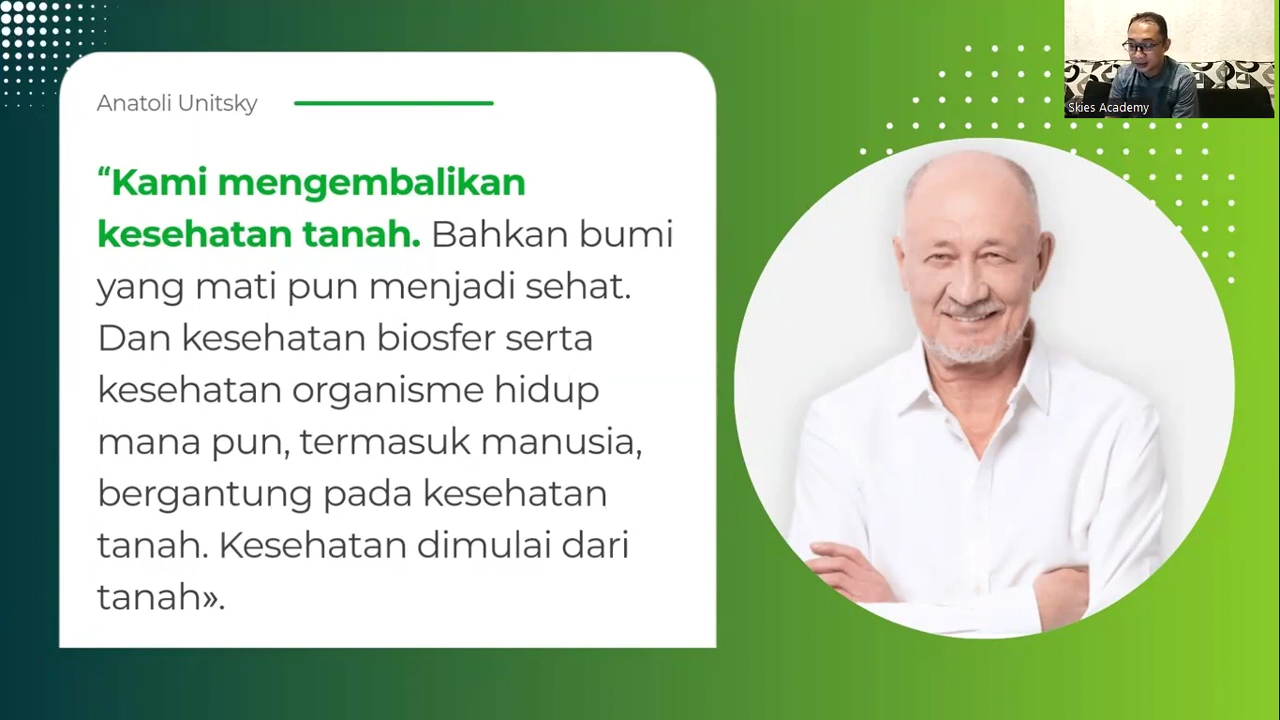 Anatoli Unitsky
“Kami mengembalikan
kesehatan tanah. Bahkan bumi
yang mati pun menjadi sehat.
Dan kesehatan biosfer serta
kesehatan organisme hidup
mana pun, termasuk manusia,
bergantung pada kesehatan
tanah. Kesehatan dimulai dari
tanah».
Skies Academy